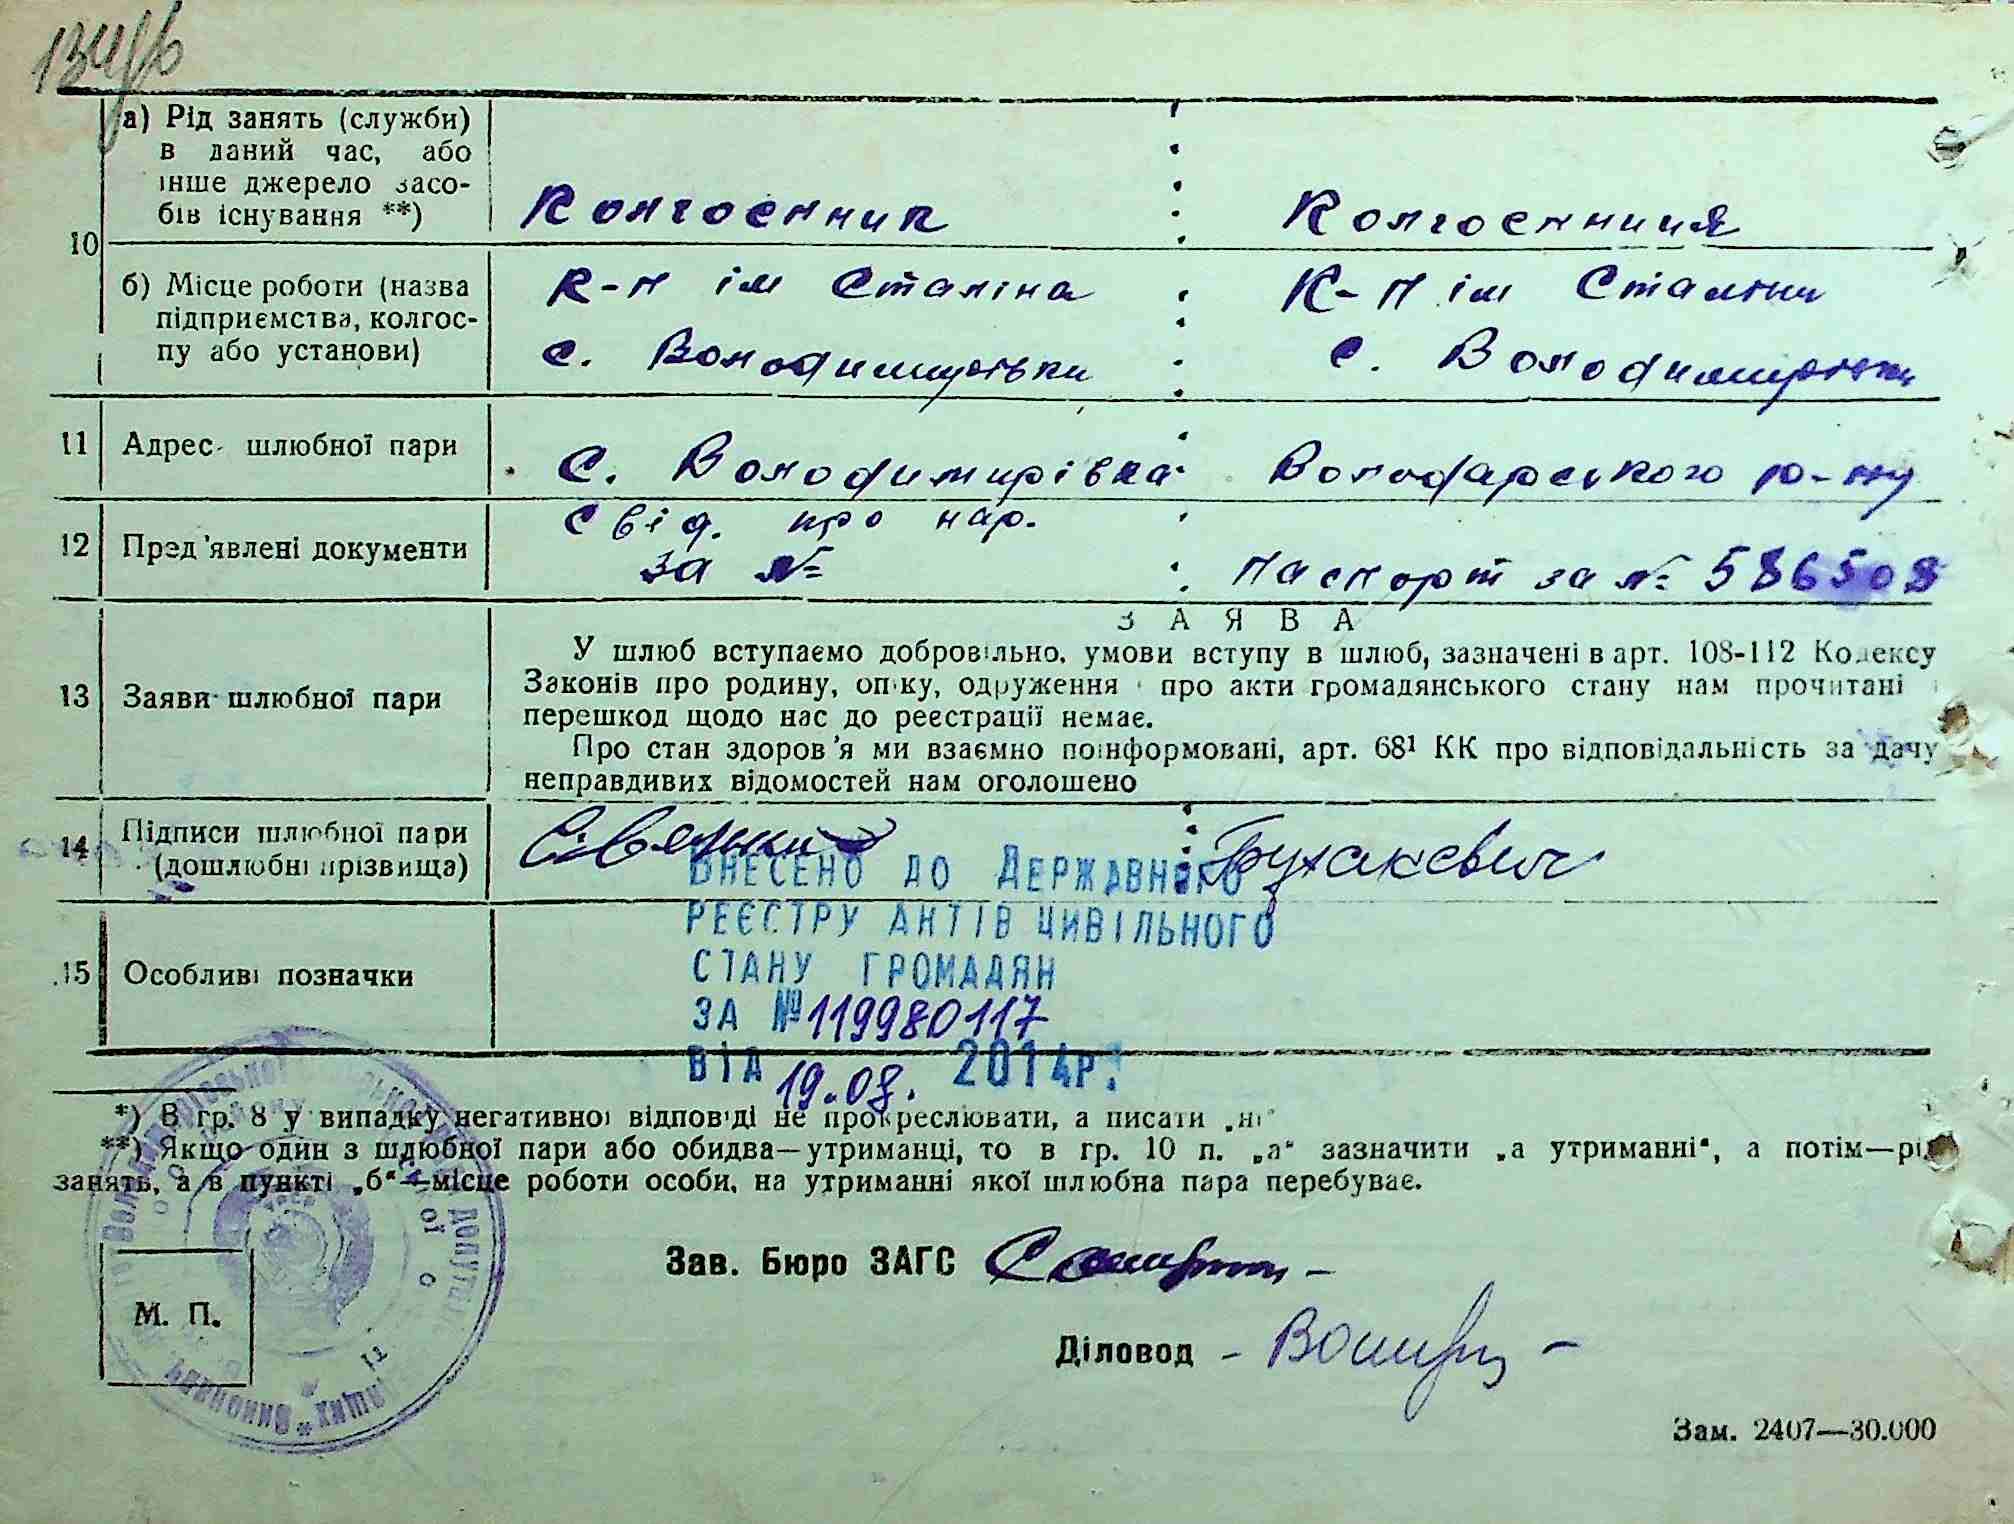 134зв
10
а) Рід занять (служби)
в даний час, або
інше джерело засо-
бів існування **)
Колгоспник
Колгоспниця
б) Місце роботи (назва
підприємства, колгос-
пу або установи)
к-п ім Сталіна
с. Володимирівки
К-п ім Сталіна
с. Володимирівки
11
Адрес шлюбної пари
с. Володимирівка Володарського р-ну
12
Пред'явлені документи
Свід. про нар.
за №
паспорт за № 586508
13
Заяви шлюбної пари
ЗАЯВА
У шлюб вступаємо добровільно, умови вступу в шлюб, зазначені в арт. 108-112 Кодексу
Законів про родину, опіку, одруження і про акти громадянського стану нам прочитані і
перешкод щодо нас до реєстрації немає.
Про стан здоров'я ми взаємно поінформовані, арт. 68¹ КК про відповідальність за дачу
неправдивих відомостей нам оголошено
14
Підписи шлюбної пари
(дошлюбні прізвища)
ВНЕСЕНО ДО ДЕРЖАВНОГО
РЕЄСТРУ АКТІВ ЦИВІЛЬНОГО
СТАНУ ГРОМАДЯН
ЗА № 119980117
ВІД 19.08. 2014р.
15
Особливі позначки
*) В гр. 8 у випадку негативної відповіді не прокреслювати, а писати „ні"
**) Якщо один з шлюбної пари або обидва—утриманці, то в гр. 10 п. „а" зазначити „а утриманні", а потім—рід
занять, а в пункті „б"—місце роботи особи, на утриманні якої шлюбна пара перебуває.
Зав. Бюро ЗАГС
М. П.
Діловод
Зам. 2407—30.000